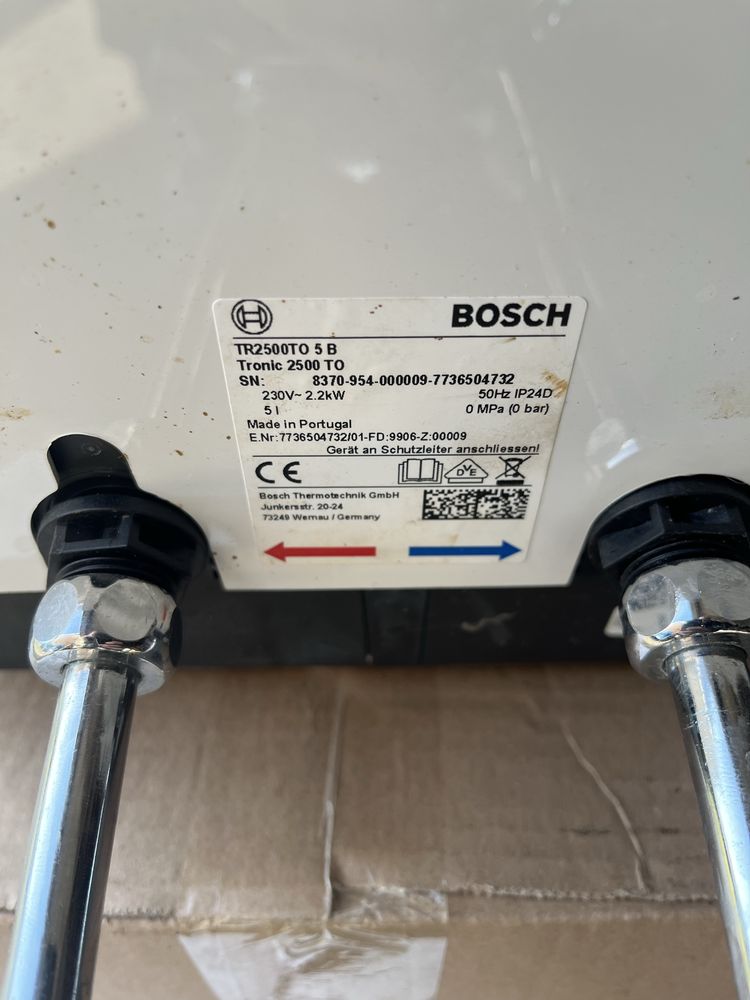 BOSCH
TR2500TO 5 B
Tronic 2500 TO
SN: 8370-954-000009-7736504732
230V~ 2.2kW 50Hz IP24D
5 l 0 MPa (0 bar)
Made in Portugal
E.Nr:7736504732/01-FD:9906-Z:00009
Gerät an Schutzleiter anschliessen!
CE DVE
Bosch Thermotechnik GmbH
Junkersstr. 20-24
73249 Wernau / Germany